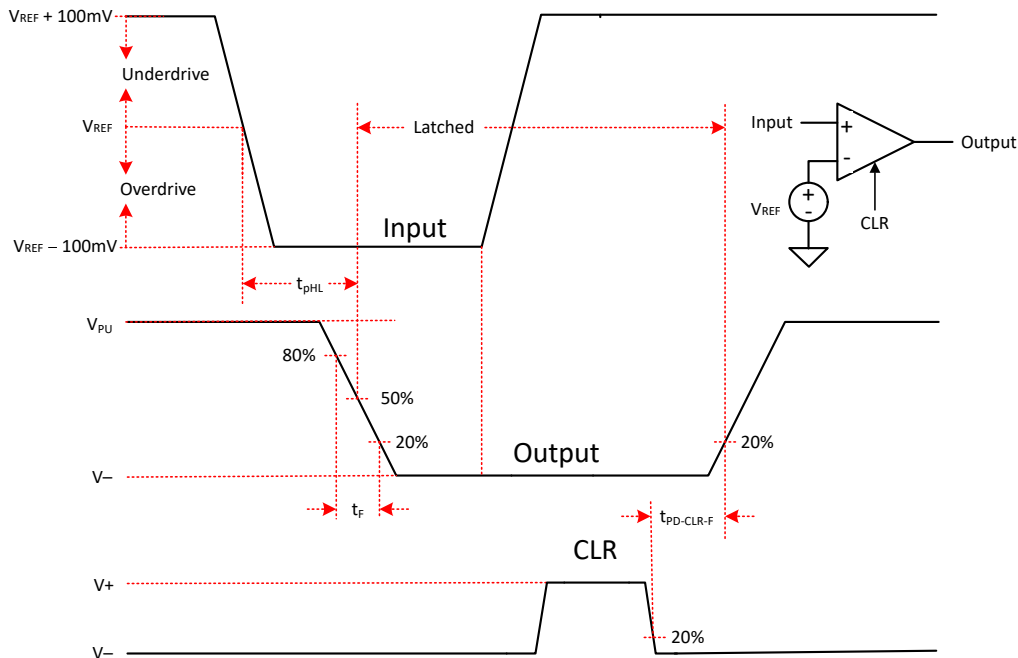 VREF + 100mV
Underdrive
VREF
Latched
Input
+
-
Output
Overdrive
VREF
+
-
CLR
VREF – 100mV
Input
tpHL
VPU
80%
50%
20%
20%
Output
V–
tF
tPD-CLR-F
CLR
V+
20%
V–